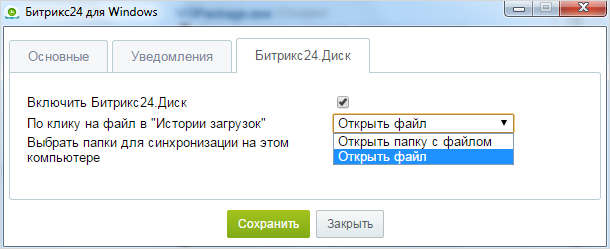 Битрикс24 для Windows
Основные
Уведомления
Битрикс24.Диск
Включить Битрикс24.Диск
По клику на файл в "Истории загрузок"
Открыть файл
Выбрать папки для синхронизации на этом
компьютере
Открыть папку с файлом
Открыть файл
Сохранить
Закрыть